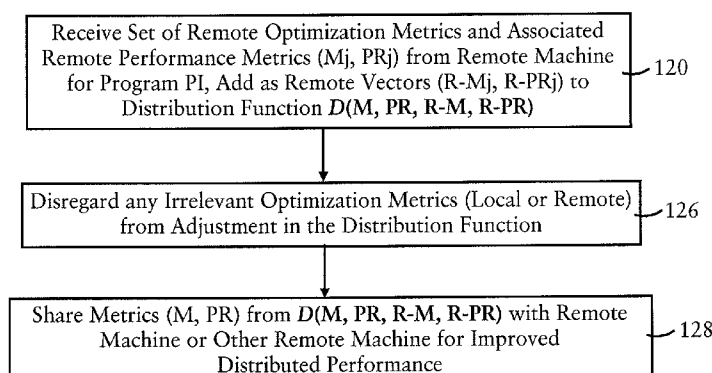 Receive Set of Remote Optimization Metrics and Associated
Remote Performance Metrics (Mj, PRj) from Remote Machine
for Program PI, Add as Remote Vectors (R-Mj, R-PRj) to
Distribution Function D(M, PR, R-M, R-PR)
120
Disregard any Irrelevant Optimization Metrics (Local or Remote)
from Adjustment in the Distribution Function
126
Share Metrics (M, PR) from D(M, PR, R-M, R-PR) with Remote
Machine or Other Remote Machine for Improved
Distributed Performance
128